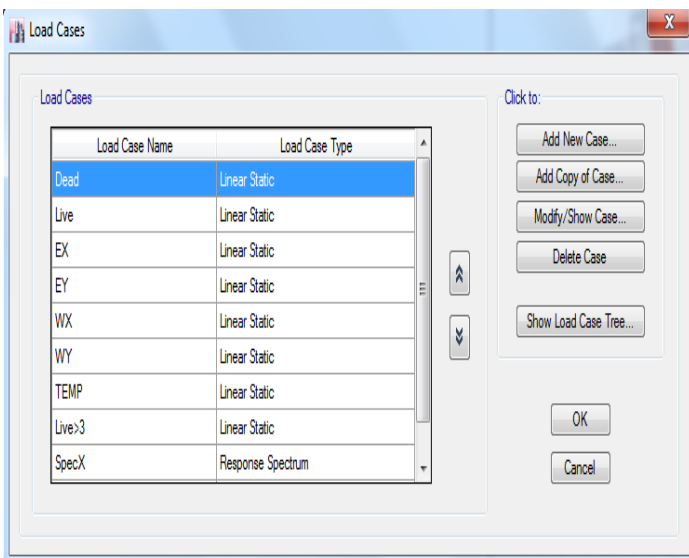 Load Cases
Load Cases
Click to:
Load Case Name Load Case Type
Dead Linear Static
Live Linear Static
EX Linear Static
EY Linear Static
WX Linear Static
WY Linear Static
TEMP Linear Static
Live>3 Linear Static
SpecX Response Spectrum
Add New Case...
Add Copy of Case...
Modify/Show Case...
Delete Case
Show Load Case Tree...
OK
Cancel